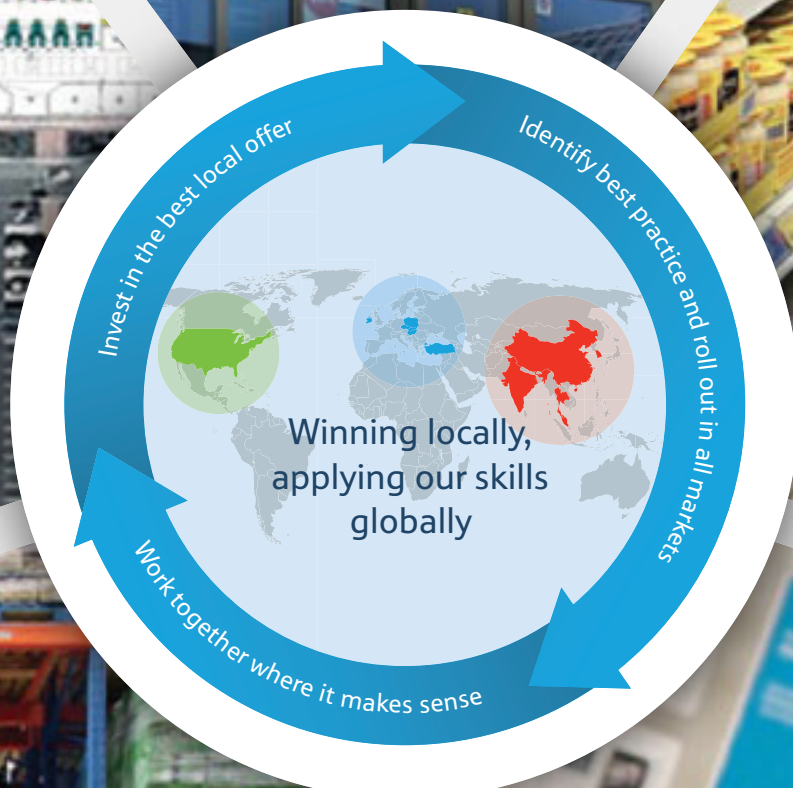 Invest in the best local offer
Identify best practice and roll out in all markets
Work together where it makes sense
Winning locally,
applying our skills
globally